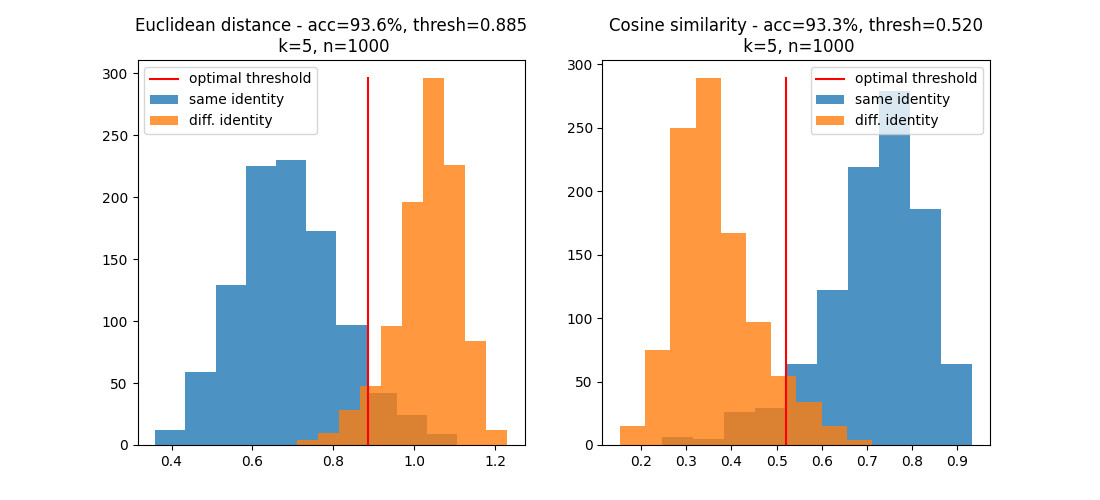 Euclidean distance - acc=93.6%, thresh=0.885
k=5, n=1000
optimal threshold
same identity
diff. identity
300
250
200
150
100
50
0
0.4 0.6 0.8 1.0 1.2
Cosine similarity - acc=93.3%, thresh=0.520
k=5, n=1000
optimal threshold
same identity
diff. identity
300
250
200
150
100
50
0
0.2 0.3 0.4 0.5 0.6 0.7 0.8 0.9